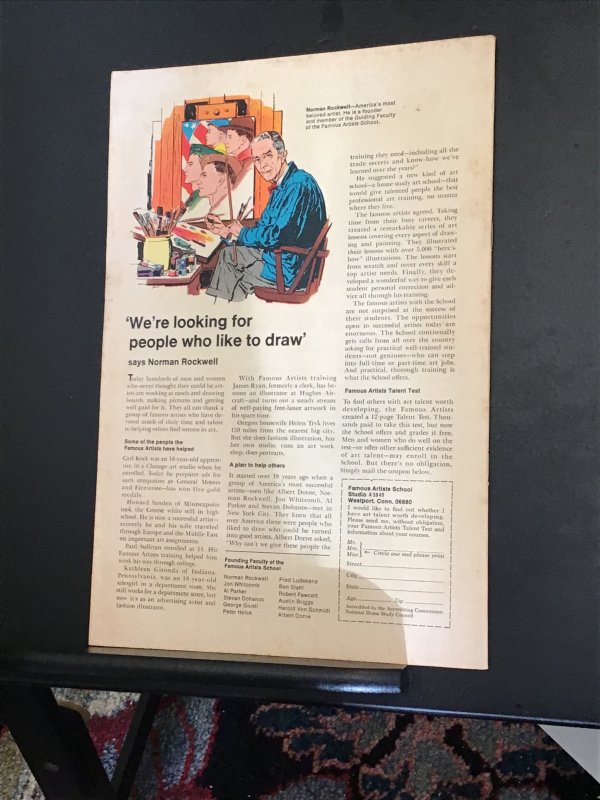 Norman Rockwell—America's most
beloved artist. He is a founder
and member of the Guiding Faculty
of the Famous Artists School.
'We're looking for
people who like to draw'
says Norman Rockwell
Today hundreds of men and women
who never thought they could be art-
ists are working at easels and drawing
boards, making pictures and getting
well paid for it. They all can thank a
group of famous artists who have de-
voted much of their time and talent
to helping others find success in art.
Some of the people the
Famous Artists have helped
Carl Kock was an 18-year-old appren-
tice in a Chicago art studio when he
enrolled. Today he prepares ads for
such companies as General Motors
and Firestone—has won five gold
medals.
Howard Simlen of Minneapolis
took the Course while still in high
school. He is now a successful artist—
recently he and his wife traveled
through Europe and the Middle East
on important art assignments.
Paul Sullivan enrolled at 14. His
Famous Artists training helped him
work his way through college.
Kathleen Gironda of Indiana,
Pennsylvania, was an 18-year-old
salesgirl in a department store. She
still works for a department store, but
now it's as an advertising artist and
fashion illustrator.
With Famous Artists training
James Ryan, formerly a clerk, has be-
come an illustrator at Hughes Air-
craft—and turns out a steady stream
of well-paying free-lance artwork in
his spare time.
Oregon housewife Helen Tryk lives
150 miles from the nearest big city.
But she does fashion illustration, has
her own studio, runs an art work
shop, does portraits.
A plan to help others
It started over 18 years ago when a
group of America's most successful
artists—men like Albert Dorne, Nor-
man Rockwell, Jon Whitcomb, Al
Parker and Stevan Dohanos—met in
New York City. They knew that all
over America there were people who
liked to draw who could be turned
into good artists. Albert Dorne asked,
"Why can't we give these people the
Founding Faculty of the
Famous Artists School
Norman Rockwell
Jon Whitcomb
Al Parker
Stevan Dohanos
George Giusti
Peter Helck
Fred Ludekens
Ben Stahl
Robert Fawcett
Austin Briggs
Harold Von Schmidt
Albert Dorne
training they need—including all the
trade secrets and know-how we've
learned over the years?"
He suggested a new kind of art
school—a home study art school—that
would give talented people the best
professional art training, no matter
where they live.
The famous artists agreed. Taking
time from their busy careers, they
created a remarkable series of art
lessons covering every aspect of draw-
ing and painting. They illustrated
their lessons with over 5,000 "here's-
how" illustrations. The lessons start
from scratch and cover every skill a
top artist needs. Finally, they de-
veloped a wonderful way to give each
student personal correction and ad-
vice all through his training.
The famous artists with the School
are not surprised at the success of
their students. The opportunities
open to successful artists today are
enormous. The School continually
gets calls from all over the country
asking for practical well-trained stu-
dents—not geniuses—who can step
into full-time or part-time art jobs.
And practical, thorough training is
what the School offers.
Famous Artists Talent Test
To find others with art talent worth
developing, the Famous Artists
created a 12-page Talent Test. Thou-
sands paid to take this test, but now
the School offers and grades it free.
Men and women who do well on the
test—or offer other sufficient evidence
of art talent—may enroll in the
School. But there's no obligation.
Simply mail the coupon below.
Famous Artists School
Studio
Westport, Conn. 06880
I would like to find out whether I
have art talent worth developing.
Please send me, without obligation,
your Famous Artists Talent Test and
information about your courses.
Mr.
Mrs.
Miss
← Circle one and please print
Street
City
State
Age
Zip
Accredited by the Accrediting Commission
National Home Study Council